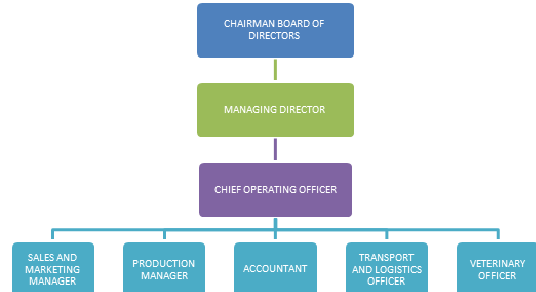 CHAIRMAN BOARD OF
DIRECTORS
MANAGING DIRECTOR
CHIEF OPERATING OFFICER
SALES AND
MARKETING
MANAGER
PRODUCTION
MANAGER
ACCOUNTANT
TRANSPORT
AND LOGISTICS
OFFICER
VETERINARY
OFFICER